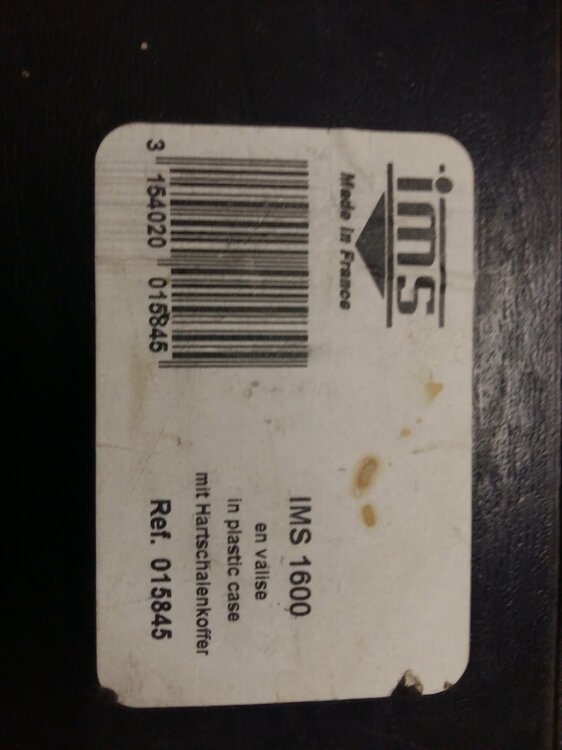 ims
Made in France
3 154020 015845
IMS 1600
en valise
in plastic case
mit Hartschalenkoffer
Ref. 015845